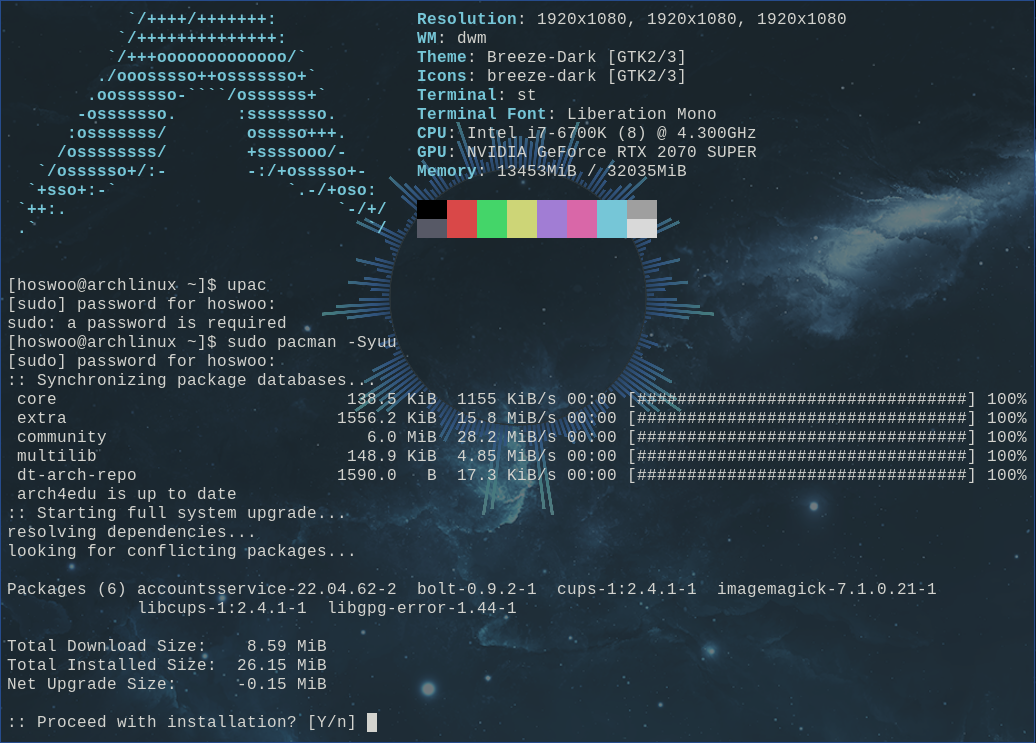 `/++++/+++++++:                Resolution: 1920x1080, 1920x1080, 1920x1080
`/++++++++++++++:               WM: dwm
`/+++ooooooooooooo/`             Theme: Breeze-Dark [GTK2/3]
./ooosssso++osssssso+`            Icons: breeze-dark [GTK2/3]
.oossssso-````/ossssss+`           Terminal: st
-osssssso.      :ssssssso.          Terminal Font: Liberation Mono
:osssssss/        osssso+++.         CPU: Intel i7-6700K (8) @ 4.300GHz
/ossssssss/        +ssssooo/-         GPU: NVIDIA GeForce RTX 2070 SUPER
`/ossssso+/:-        -:/+osssso+-       Memory: 13453MiB / 32035MiB
`+sso+:-`                 `.-/+oso:
`++:.                           `-/+/
.`                                 `/
[hoswoo@archlinux ~]$ upac
[sudo] password for hoswoo:
sudo: a password is required
[hoswoo@archlinux ~]$ sudo pacman -Syuu
[sudo] password for hoswoo:
:: Synchronizing package databases...
core                             138.5 KiB  1155 KiB/s 00:00 [#################################] 100%
extra                           1556.2 KiB  15.8 MiB/s 00:00 [#################################] 100%
community                          6.0 MiB  28.2 MiB/s 00:00 [#################################] 100%
multilib                         148.9 KiB  4.85 MiB/s 00:00 [#################################] 100%
dt-arch-repo                    1590.0   B  17.3 KiB/s 00:00 [#################################] 100%
arch4edu is up to date
:: Starting full system upgrade...
resolving dependencies...
looking for conflicting packages...
Packages (6) accountsservice-22.04.62-2  bolt-0.9.2-1  cups-1:2.4.1-1  imagemagick-7.1.0.21-1
libcups-1:2.4.1-1  libgpg-error-1.44-1
Total Download Size:    8.59 MiB
Total Installed Size:  26.15 MiB
Net Upgrade Size:      -0.15 MiB
:: Proceed with installation? [Y/n]